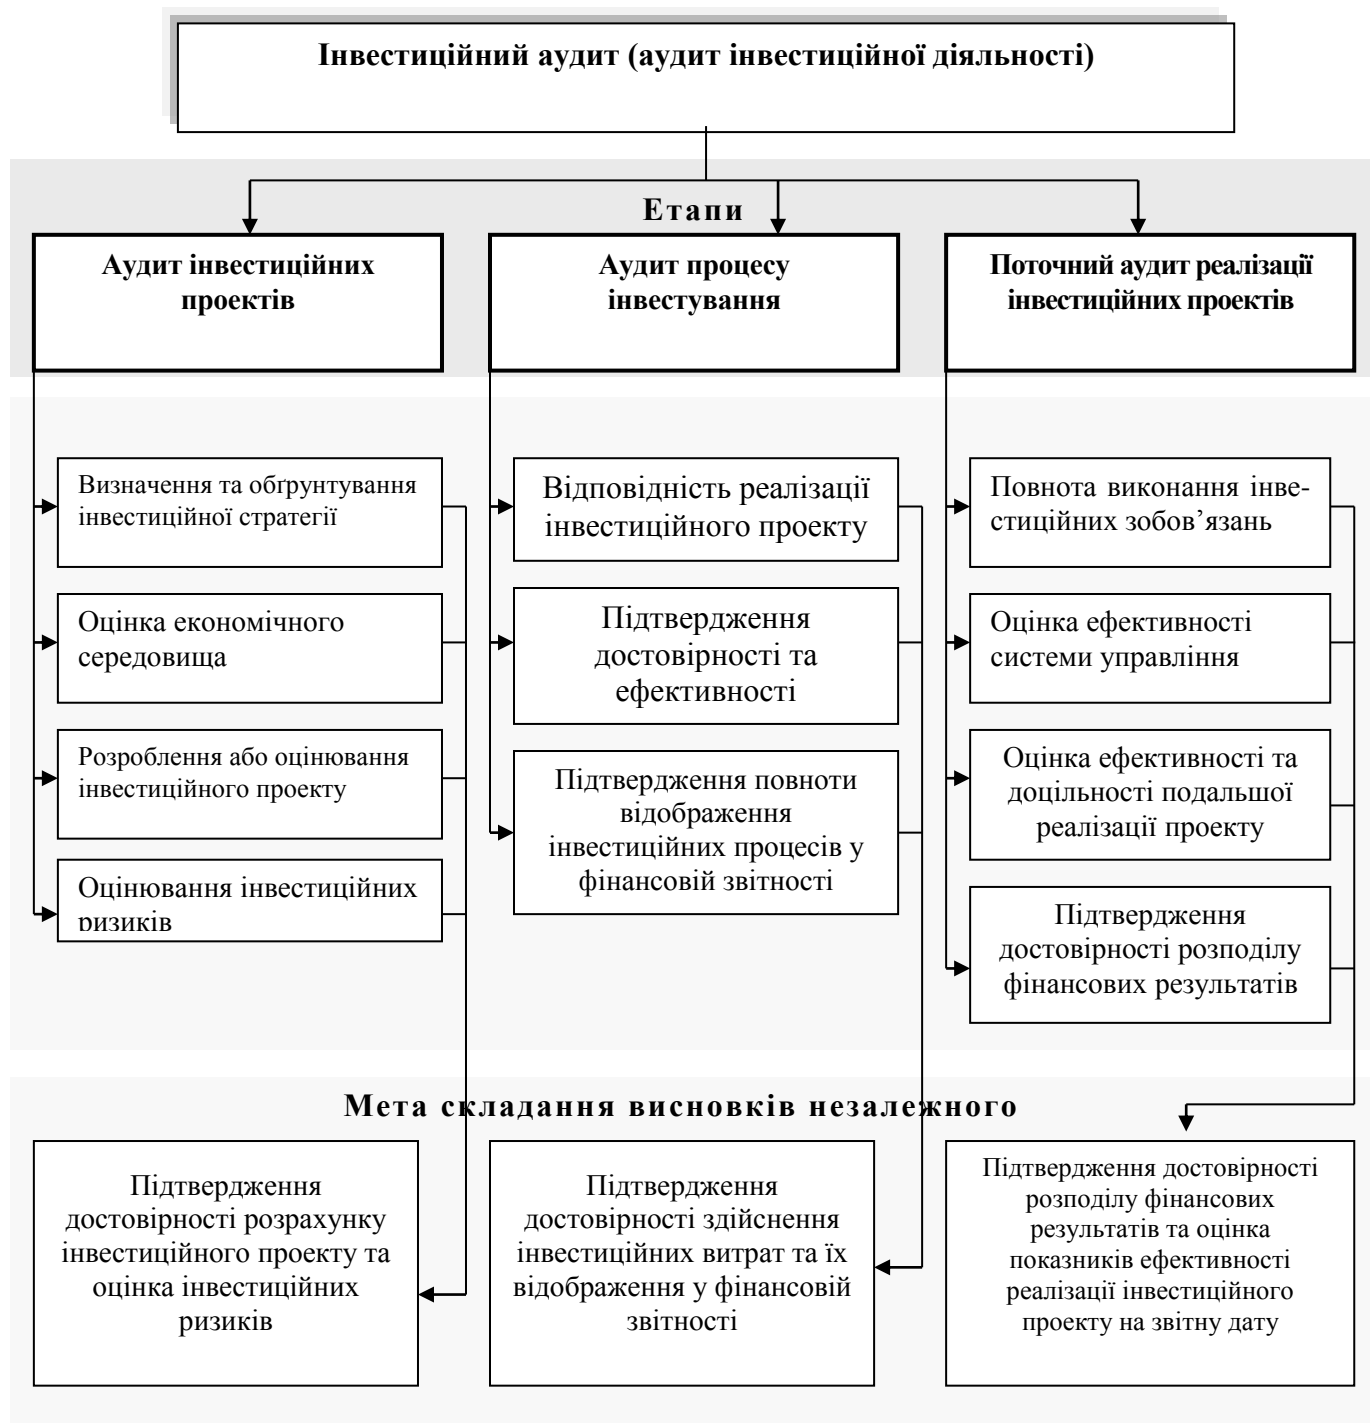 Інвестиційний аудит (аудит інвестиційної діяльності)
Етапи
Аудит інвестиційних
проектів
Аудит процесу
інвестування
Поточний аудит реалізації
інвестиційних проектів
Визначення та обґрунтування
інвестиційної стратегії
Оцінка економічного
середовища
Розроблення або оцінювання
інвестиційного проекту
Оцінювання інвестиційних
ризиків
Відповідність реалізації
інвестиційного проекту
Підтвердження
достовірності та
ефективності
Підтвердження повноти
відображення
інвестиційних процесів у
фінансовій звітності
Повнота виконання інве-
стиційних зобов’язань
Оцінка ефективності
системи управління
Оцінка ефективності та
доцільності подальшої
реалізації проекту
Підтвердження
достовірності розподілу
фінансових результатів
Мета складання висновків незалежного
Підтвердження
достовірності розрахунку
інвестиційного проекту та
оцінка інвестиційних
ризиків
Підтвердження
достовірності здійснення
інвестиційних витрат та їх
відображення у фінансовій
звітності
Підтвердження достовірності
розподілу фінансових
результатів та оцінка
показників ефективності
реалізації інвестиційного
проекту на звітну дату